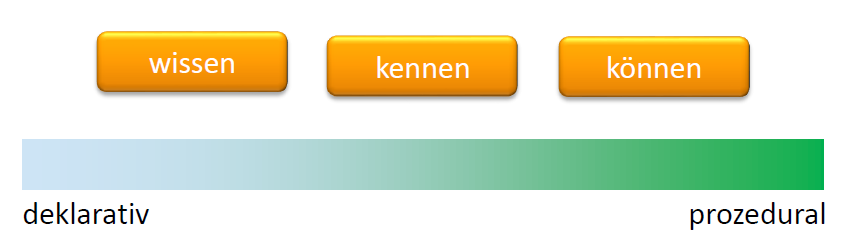 wissen kennen können
deklarativ prozedural